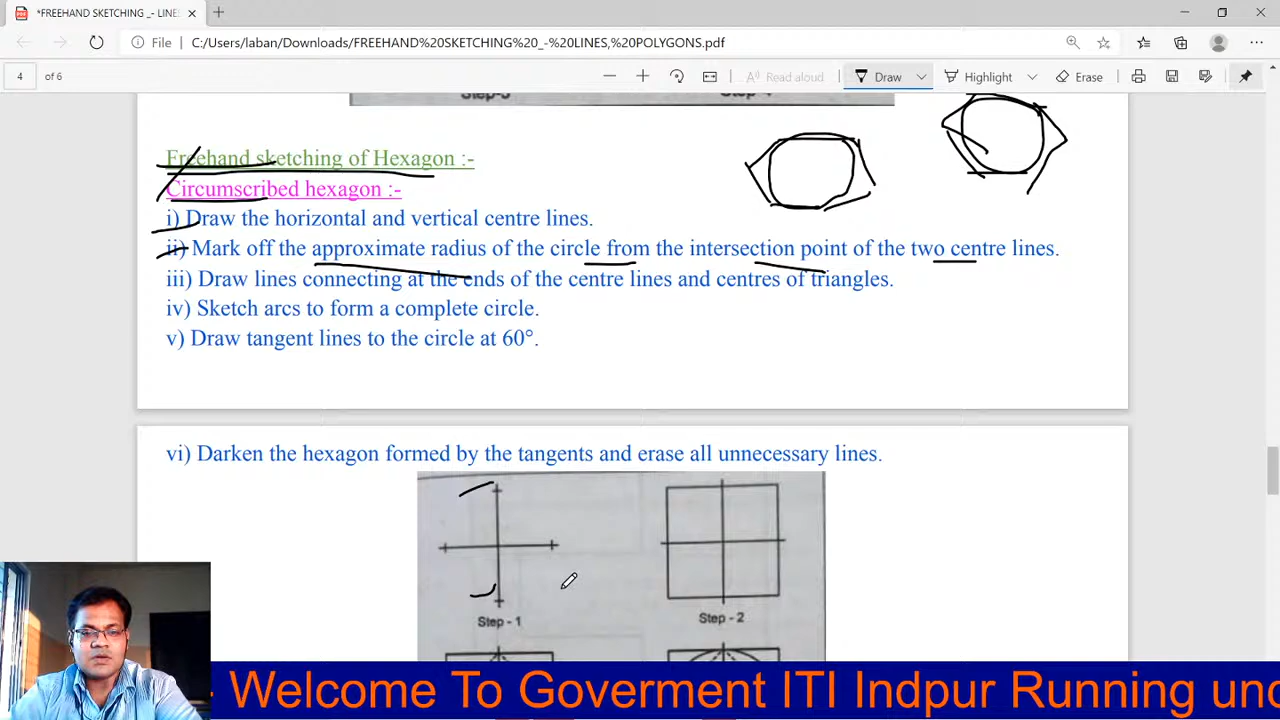 *FREEHAND SKETCHING _- LINE
File C:/Users/laban/Downloads/FREEHAND%20SKETCHING%20_-%20LINES,%20POLYGONS.pdf
4 of 6 Read aloud Draw Highlight Erase
Freehand sketching of Hexagon :-
Circumscribed hexagon :-
i) Draw the horizontal and vertical centre lines.
ii) Mark off the approximate radius of the circle from the intersection point of the two centre lines.
iii) Draw lines connecting at the ends of the centre lines and centres of triangles.
iv) Sketch arcs to form a complete circle.
v) Draw tangent lines to the circle at 60°.
vi) Darken the hexagon formed by the tangents and erase all unnecessary lines.
Step - 1 Step - 2
Welcome To Goverment ITI Indpur Running und